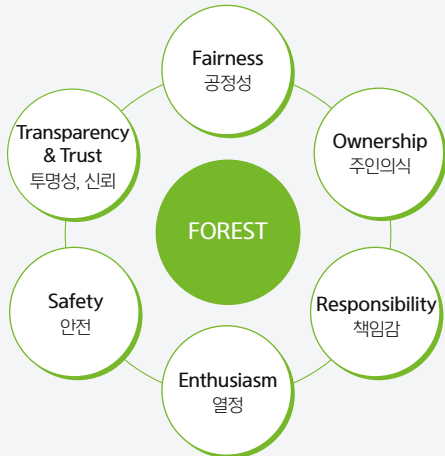 Fairness
공정성
Ownership
주인의식
Responsibility
책임감
Enthusiasm
열정
Safety
안전
Transparency
& Trust
투명성, 신뢰
FOREST